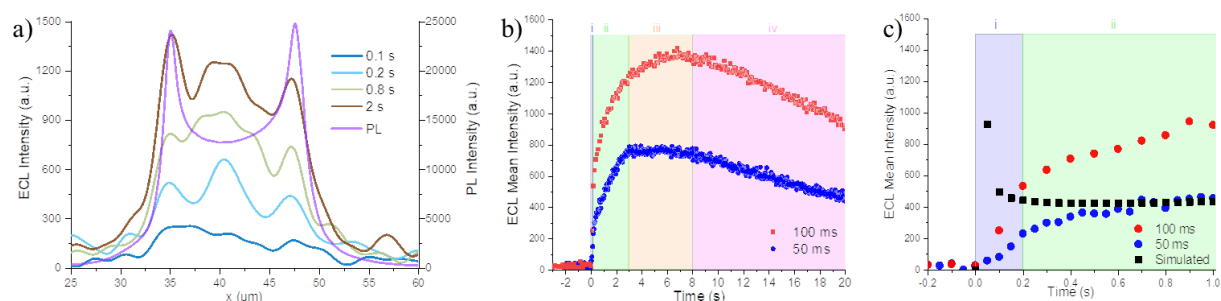 a)
1500
1200
900
600
300
0
ECL Intensity (a.u.)
25 30 35 40 45 50 55 60
x (um)
25000
20000
15000
10000
5000
0
PL Intensity (a.u.)
0.1 s
0.2 s
0.8 s
2 s
PL
b)
i ii iii iv
1600
1400
1200
1000
800
600
400
200
0
ECL Mean Intensity (a.u.)
-2 0 2 4 6 8 10 12 14 16 18 20
Time (s)
100 ms
50 ms
c)
i ii
1600
1400
1200
1000
800
600
400
200
0
ECL Mean Intensity (a.u.)
-0.2 0.0 0.2 0.4 0.6 0.8 1.0
Time (s)
100 ms
50 ms
Simulated